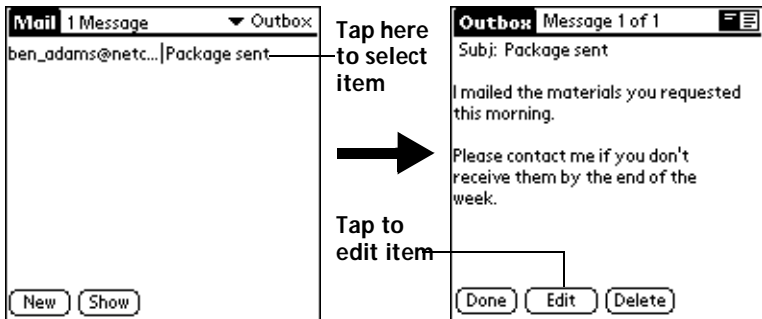 Mail 1 Message Outbox
ben_adams@netc... Package sent
New Show
Tap here
to select
item
Tap to
edit item
Outbox Message 1 of 1
Subj: Package sent
I mailed the materials you requested
this morning.
Please contact me if you don't
receive them by the end of the
week.
Done Edit Delete